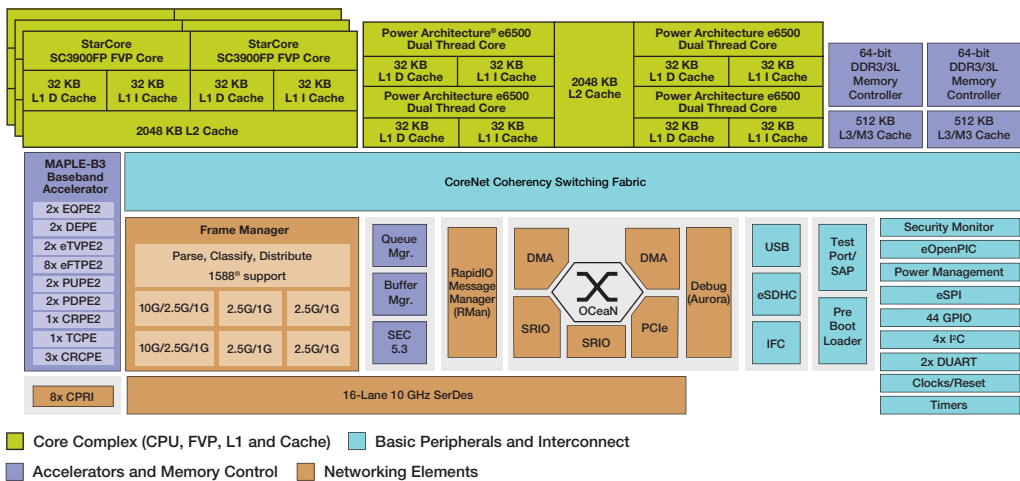 StarCore
SC3900FP FVP Core
StarCore
SC3900FP FVP Core
32 KB
L1 D Cache
32 KB
L1 I Cache
32 KB
L1 D Cache
32 KB
L1 I Cache
2048 KB L2 Cache
Power Architecture® e6500
Dual Thread Core
32 KB
L1 D Cache
32 KB
L1 I Cache
Power Architecture e6500
Dual Thread Core
32 KB
L1 D Cache
32 KB
L1 I Cache
2048 KB
L2 Cache
Power Architecture e6500
Dual Thread Core
32 KB
L1 D Cache
32 KB
L1 I Cache
Power Architecture e6500
Dual Thread Core
32 KB
L1 D Cache
32 KB
L1 I Cache
64-bit
DDR3/3L
Memory
Controller
64-bit
DDR3/3L
Memory
Controller
512 KB
L3/M3 Cache
512 KB
L3/M3 Cache
MAPLE-B3
Baseband
Accelerator
2x EQPE2
2x DEPE
2x eTVPE2
8x eFTPE2
2x PUPE2
2x PDPE2
1x CRPE2
1x TCPE
3x CRCPE
8x CPRI
CoreNet Coherency Switching Fabric
Frame Manager
Parse, Classify, Distribute
1588® support
10G/2.5G/1G
2.5G/1G
2.5G/1G
10G/2.5G/1G
2.5G/1G
2.5G/1G
Queue
Mgr.
Buffer
Mgr.
SEC
5.3
RapidIO
Message
Manager
(RMan)
DMA
DMA
OCeaN
SRIO
SRIO
PCIe
Debug
(Aurora)
USB
eSDHC
IFC
Test
Port/
SAP
Pre
Boot
Loader
Security Monitor
eOpenPIC
Power Management
eSPI
44 GPIO
4x I²C
2x DUART
Clocks/Reset
Timers
16-Lane 10 GHz SerDes
Core Complex (CPU, FVP, L1 and Cache)
Basic Peripherals and Interconnect
Accelerators and Memory Control
Networking Elements